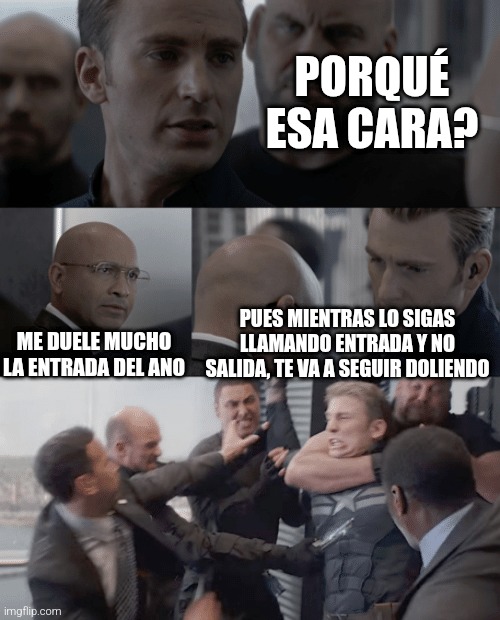 PORQUÉ
ESA CARA?
ME DUELE MUCHO
LA ENTRADA DEL ANO
PUES MIENTRAS LO SIGAS
LLAMANDO ENTRADA Y NO
SALIDA, TE VA A SEGUIR DOLIENDO
imgflip.com